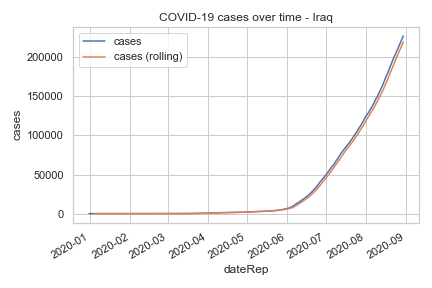 COVID-19 cases over time - Iraq
cases
cases (rolling)
200000
150000
100000
50000
0
cases
2020-01
2020-02
2020-03
2020-04
2020-05
2020-06
2020-07
2020-08
2020-09
dateRep